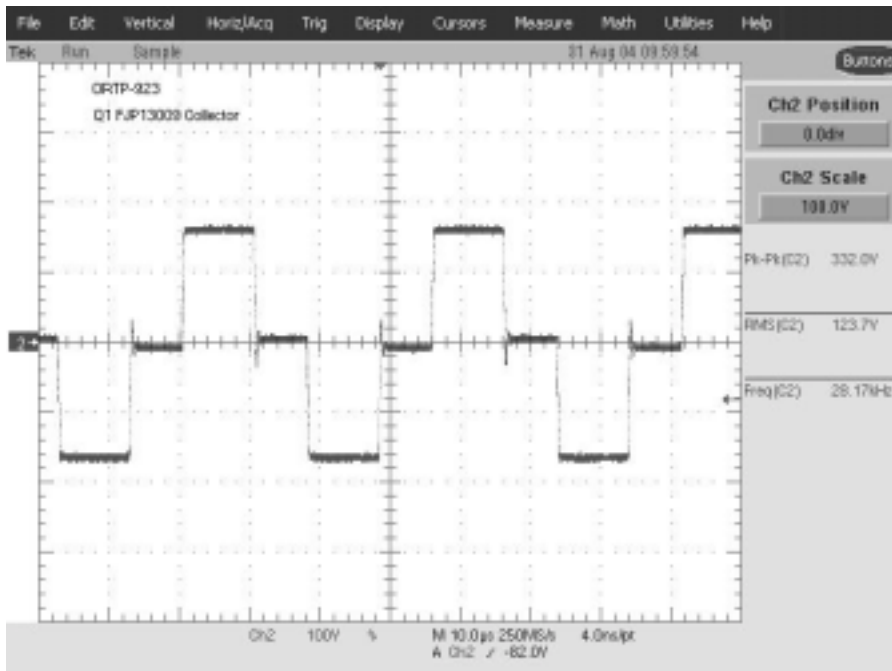 File Edit Vertical Horiz/Acq Trig Display Cursors Measure Math Utilities Help
Tek Run Sample 31 Aug 04 09:59:54
Buttons
ORTP-923
Q1 FJP13009 Collector
Ch2 Position
0.0div
Ch2 Scale
100.0V
Pk-Pk(C2) 332.0V
RMS(C2) 123.7V
Freq(C2) 28.17kHz
2
Ch2 100V
M 10.0µs 250MS/s 4.0ns/pt
A Ch2 -82.0V